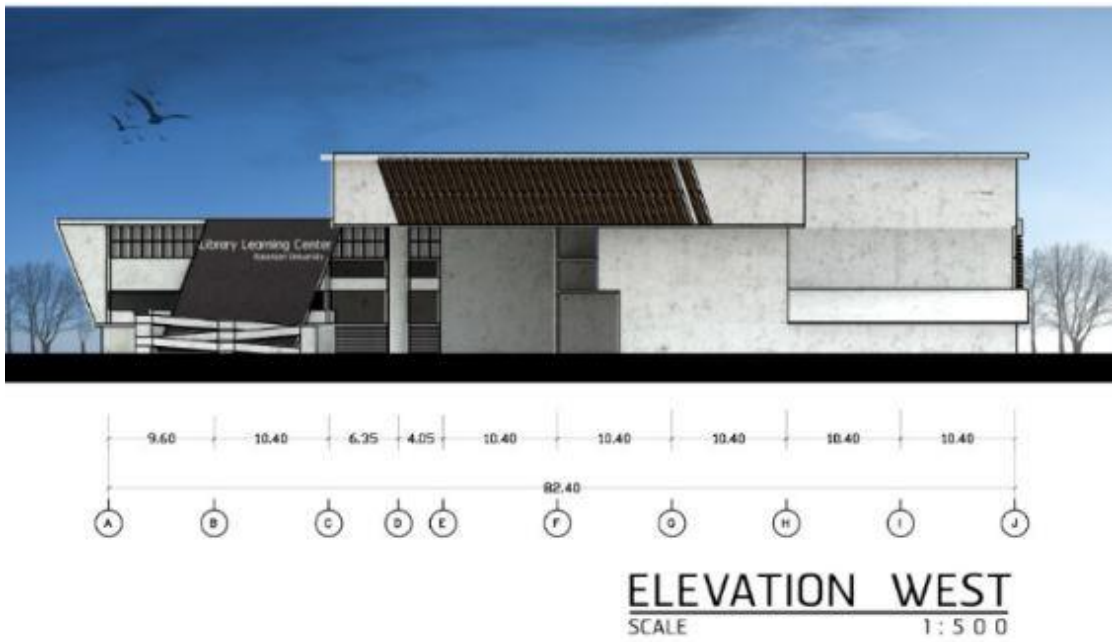 Library Learning Center
University
9.60 10.40 6.35 4.05 10.40 10.40 10.40 10.40 10.40
82.40
A B C D E F G H I J
ELEVATION WEST
SCALE 1:500